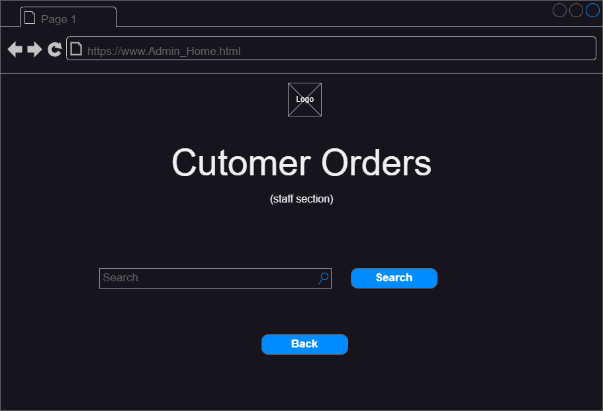 Page 1
https://www.Admin_Home.html
Logo
Cutomer Orders
(staff section)
Search Search
Back